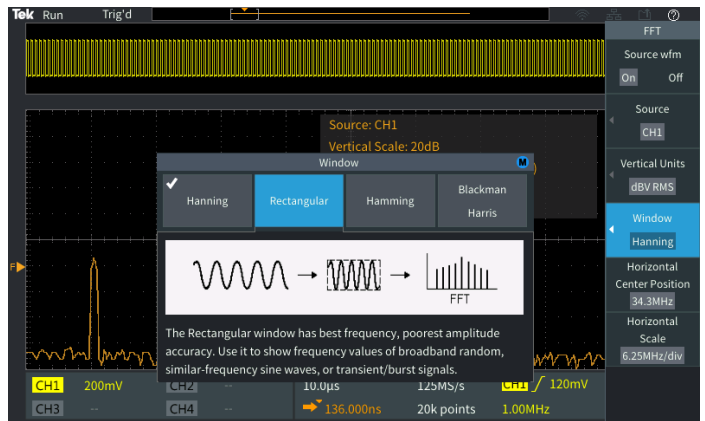 Tek Run Trig'd
FFT
Source wfm
On Off
Source
CH1
Vertical Units
dBV RMS
Window
Hanning
Horizontal
Center Position
34.3MHz
Horizontal
Scale
6.25MHz/div
Source: CH1
Vertical Scale: 20dB
Window M
Hanning Rectangular Hamming Blackman
Harris
FFT
The Rectangular window has best frequency, poorest amplitude
accuracy. Use it to show frequency values of broadband random,
similar-frequency sine waves, or transient/burst signals.
F
CH1 200mV CH2 -- 10.0µs 125MS/s CH1 120mV
CH3 -- CH4 -- 136.000ns 20k points 1.00MHz